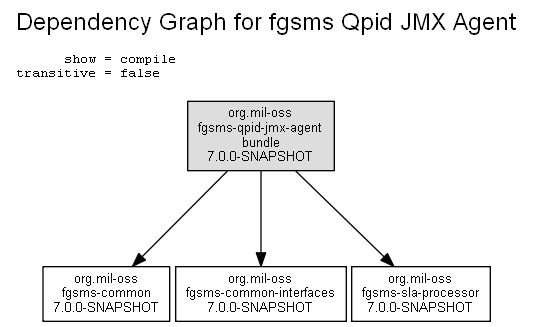 Dependency Graph for fgsms Qpid JMX Agent
show = compile
transitive = false
org.mil-oss
fgsms-qpid-jmx-agent
bundle
7.0.0-SNAPSHOT
org.mil-oss
fgsms-common
7.0.0-SNAPSHOT
org.mil-oss
fgsms-common-interfaces
7.0.0-SNAPSHOT
org.mil-oss
fgsms-sla-processor
7.0.0-SNAPSHOT